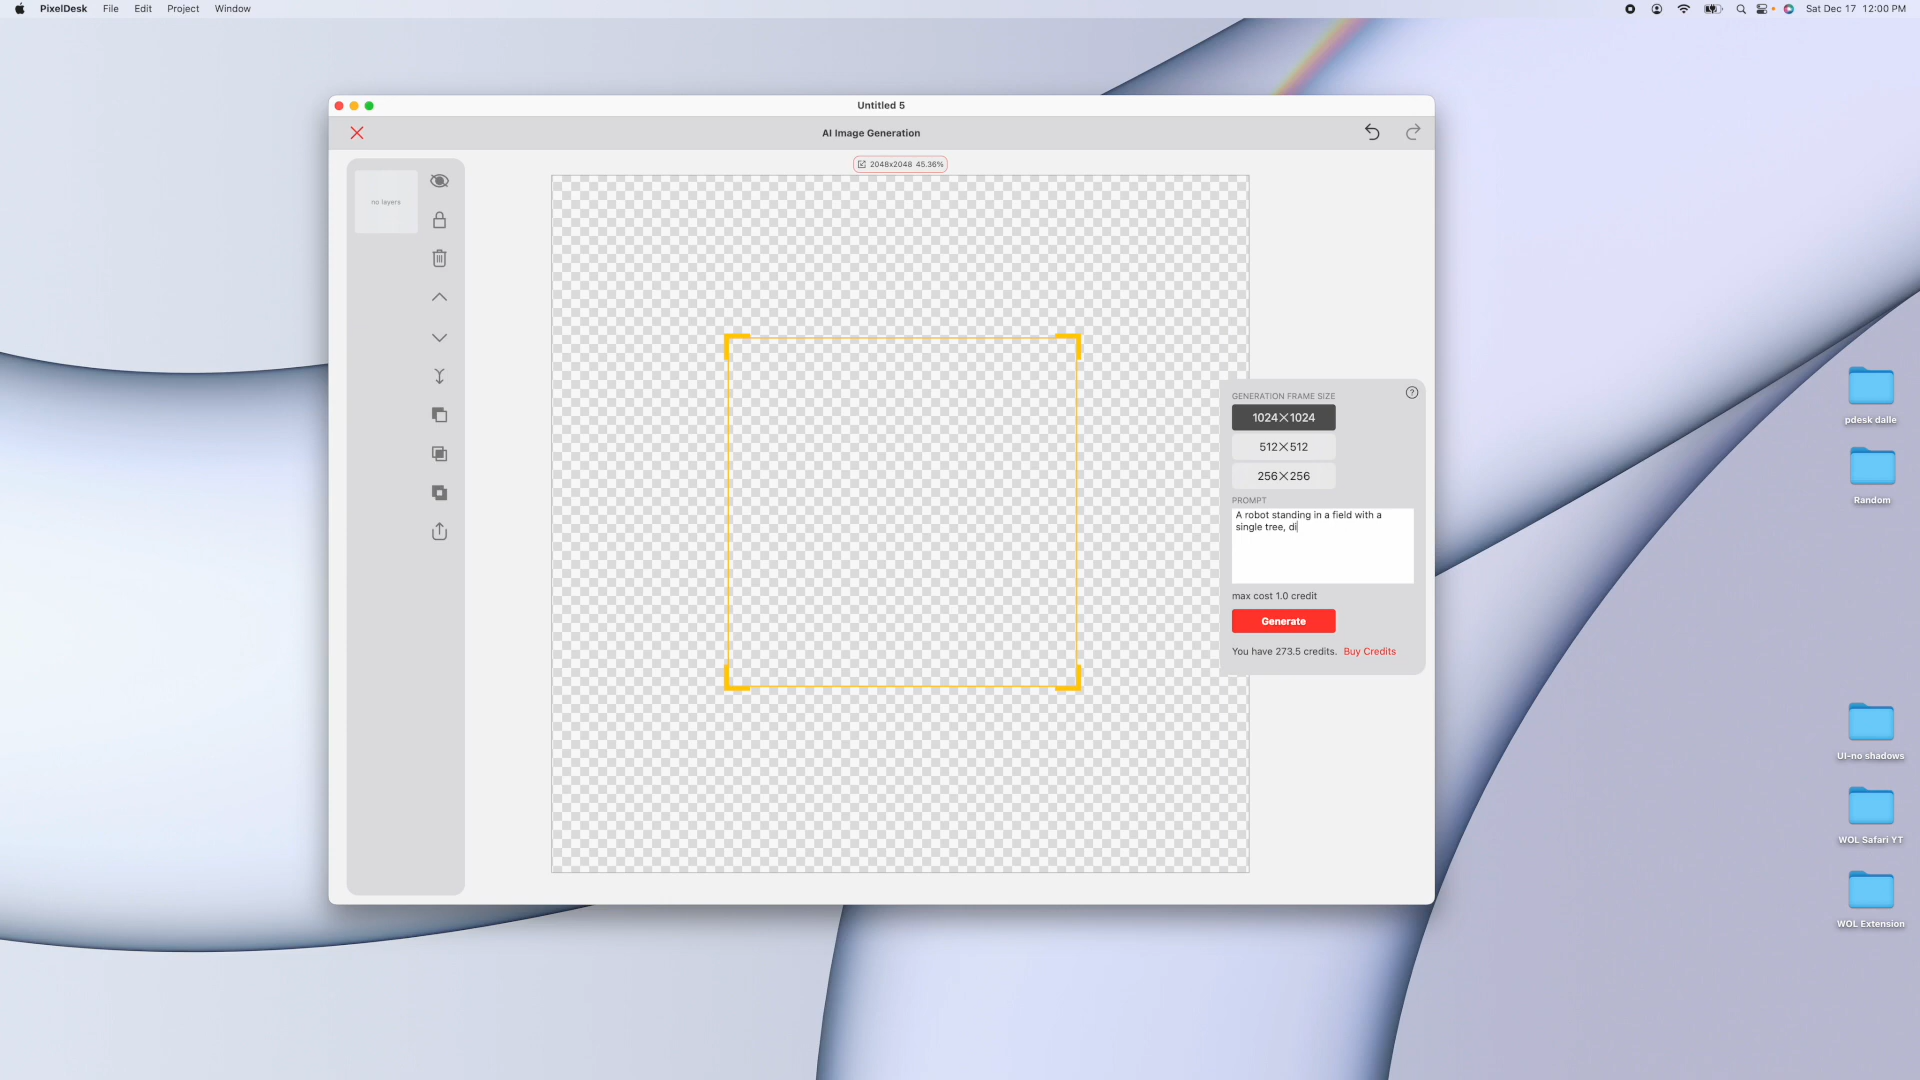 PixelDesk File Edit Project Window
Sat Dec 17 12:00 PM
Untitled 5
AI Image Generation
2048x2048 45.36%
no layers
GENERATION FRAME SIZE
1024×1024
512×512
256×256
PROMPT
A robot standing in a field with a
single tree, di
max cost 1.0 credit
Generate
You have 273.5 credits. Buy Credits
pdesk dalle
Random
UI-no shadows
WOL Safari YT
WOL Extension